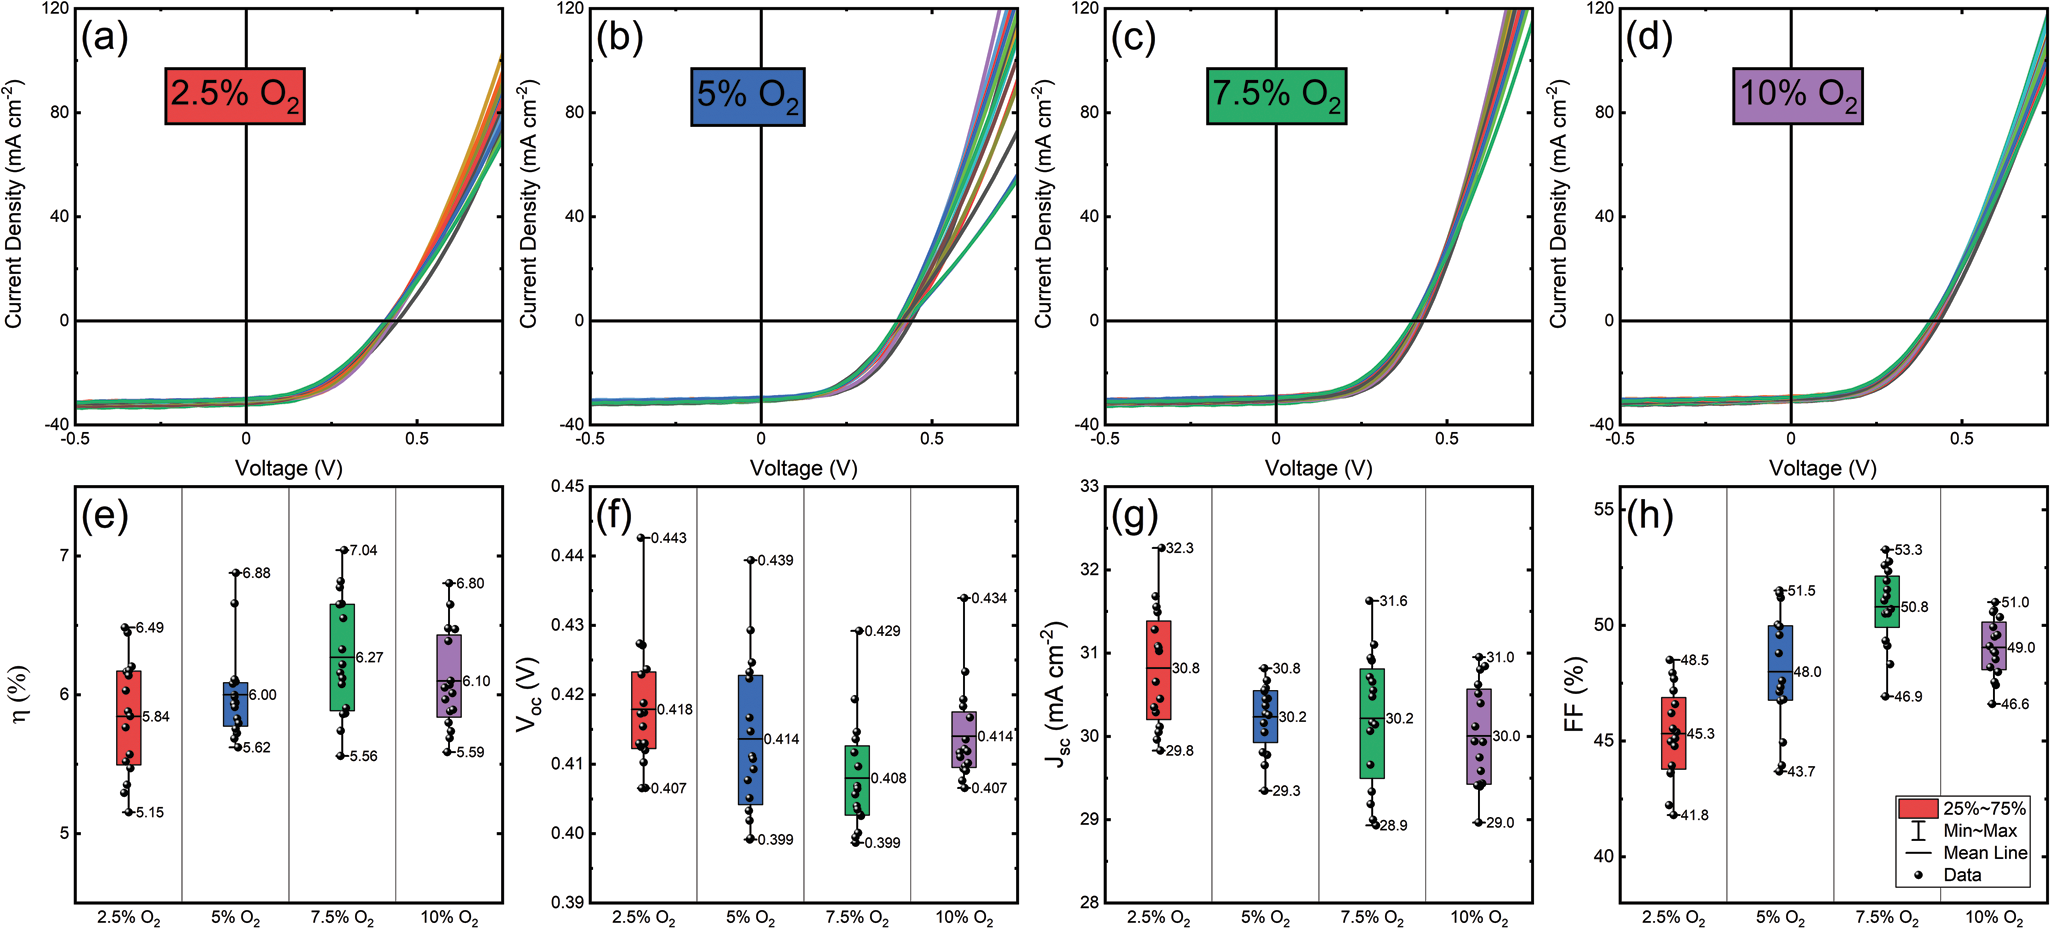 (a)
2.5% O2
Current Density (mA cm-2)
120
80
40
0
-40
-0.5
0
0.5
Voltage (V)
(b)
5% O2
Current Density (mA cm-2)
120
80
40
0
-40
-0.5
0
0.5
Voltage (V)
(c)
7.5% O2
Current Density (mA cm-2)
120
80
40
0
-40
-0.5
0
0.5
Voltage (V)
(d)
10% O2
Current Density (mA cm-2)
120
80
40
0
-40
-0.5
0
0.5
Voltage (V)
(e)
η (%)
7
6
5
6.49
5.84
5.15
6.88
6.00
5.62
7.04
6.27
5.56
6.80
6.10
5.59
2.5% O2
5% O2
7.5% O2
10% O2
(f)
Voc (V)
0.45
0.44
0.43
0.42
0.41
0.40
0.39
0.443
0.418
0.407
0.439
0.414
0.399
0.429
0.408
0.399
0.434
0.414
0.407
2.5% O2
5% O2
7.5% O2
10% O2
(g)
Jsc (mA cm-2)
33
32
31
30
29
28
32.3
30.8
29.8
30.8
30.2
29.3
31.6
30.2
28.9
31.0
30.0
29.0
2.5% O2
5% O2
7.5% O2
10% O2
(h)
FF (%)
55
50
45
40
48.5
45.3
41.8
51.5
48.0
43.7
53.3
50.8
46.9
51.0
49.0
46.6
25%~75%
Min~Max
Mean Line
Data
2.5% O2
5% O2
7.5% O2
10% O2